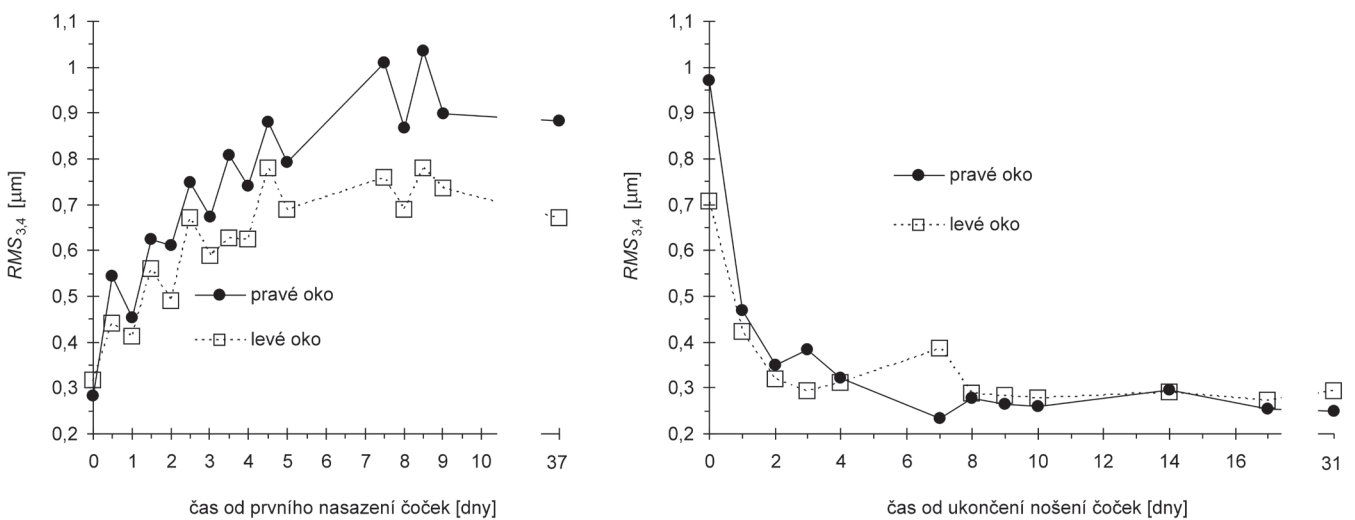 1,1
1
0,9
0,8
0,7
0,6
0,5
0,4
0,3
0,2
RMS3,4 [µm]
pravé oko
levé oko
0 1 2 3 4 5 6 7 8 9 10 37
čas od prvního nasazení čoček [dny]
1,1
1
0,9
0,8
0,7
0,6
0,5
0,4
0,3
0,2
RMS3,4 [µm]
pravé oko
levé oko
0 2 4 6 8 10 12 14 16 31
čas od ukončení nošení čoček [dny]